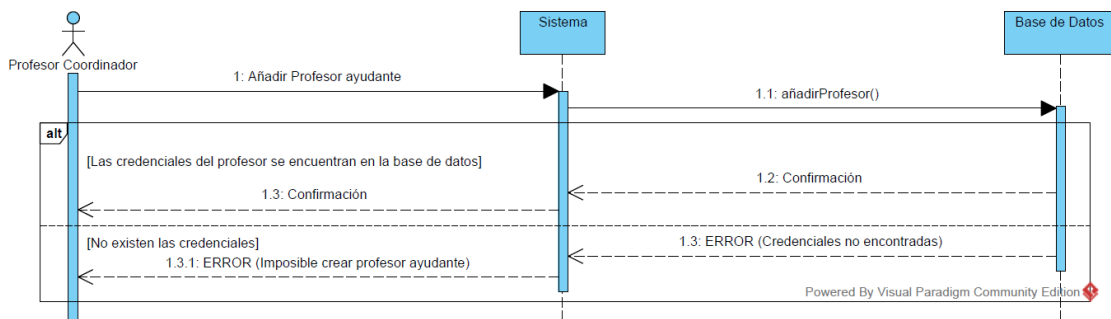 Sistema
Base de Datos
Profesor Coordinador
1: Añadir Profesor ayudante
1.1: añadirProfesor()
alt
[Las credenciales del profesor se encuentran en la base de datos]
1.2: Confirmación
1.3: Confirmación
[No existen las credenciales]
1.3: ERROR (Credenciales no encontradas)
1.3.1: ERROR (Imposible crear profesor ayudante)
Powered By Visual Paradigm Community Edition